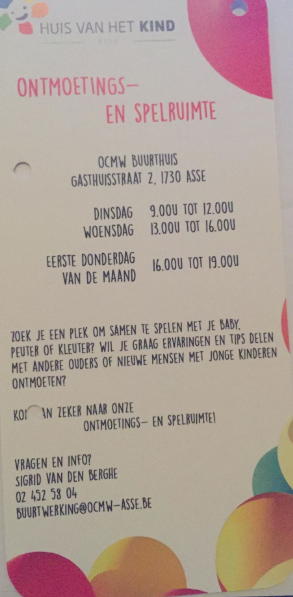 HUIS VAN HET KIND
ONTMOETINGS-
EN SPELRUIMTE
OCMW BUURTHUIS
GASTHUISSTRAAT 2, 1730 ASSE
DINSDAG 9.00U TOT 12.00U
WOENSDAG 13.00U TOT 16.00U
EERSTE DONDERDAG
VAN DE MAAND 16.00U TOT 19.00U
ZOEK JE EEN PLEK OM SAMEN TE SPELEN MET JE BABY,
PEUTER OF KLEUTER? WIL JE GRAAG ERVARINGEN EN TIPS DELEN
MET ANDERE OUDERS OF NIEUWE MENSEN MET JONGE KINDEREN
ONTMOETEN?
ZEKER NAAR ONZE
ONTMOETINGS- EN SPELRUIMTE!
VRAGEN EN INFO?
SIGRID VAN DEN BERGHE
02 452 58 04
BUURTWERKING@OCMW-ASSE.BE